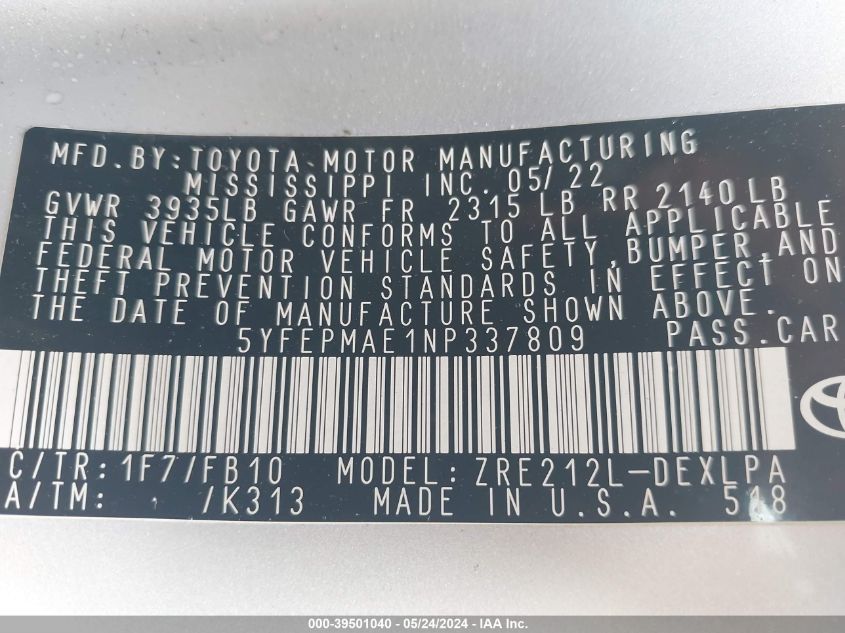 MFD.BY:TOYOTA MOTOR MANUFACTURING
MISSISSIPPI INC. 05/22
GVWR 3935LB GAWR FR 2315 LB RR 2140 LB
THIS VEHICLE CONFORMS TO ALL APPLICABLE
FEDERAL MOTOR VEHICLE SAFETY,BUMPER,AND
THEFT PREVENTION STANDARDS IN EFFECT ON
THE DATE OF MANUFACTURE SHOWN ABOVE.
5YFEPMAE1NP337809 PASS.CAR
C/TR: 1F7/FB10 MODEL: ZRE212L-DEXLPA
A/TM: /K313 MADE IN U.S.A. 518
000-39501040 - 05/24/2024 - IAA Inc.